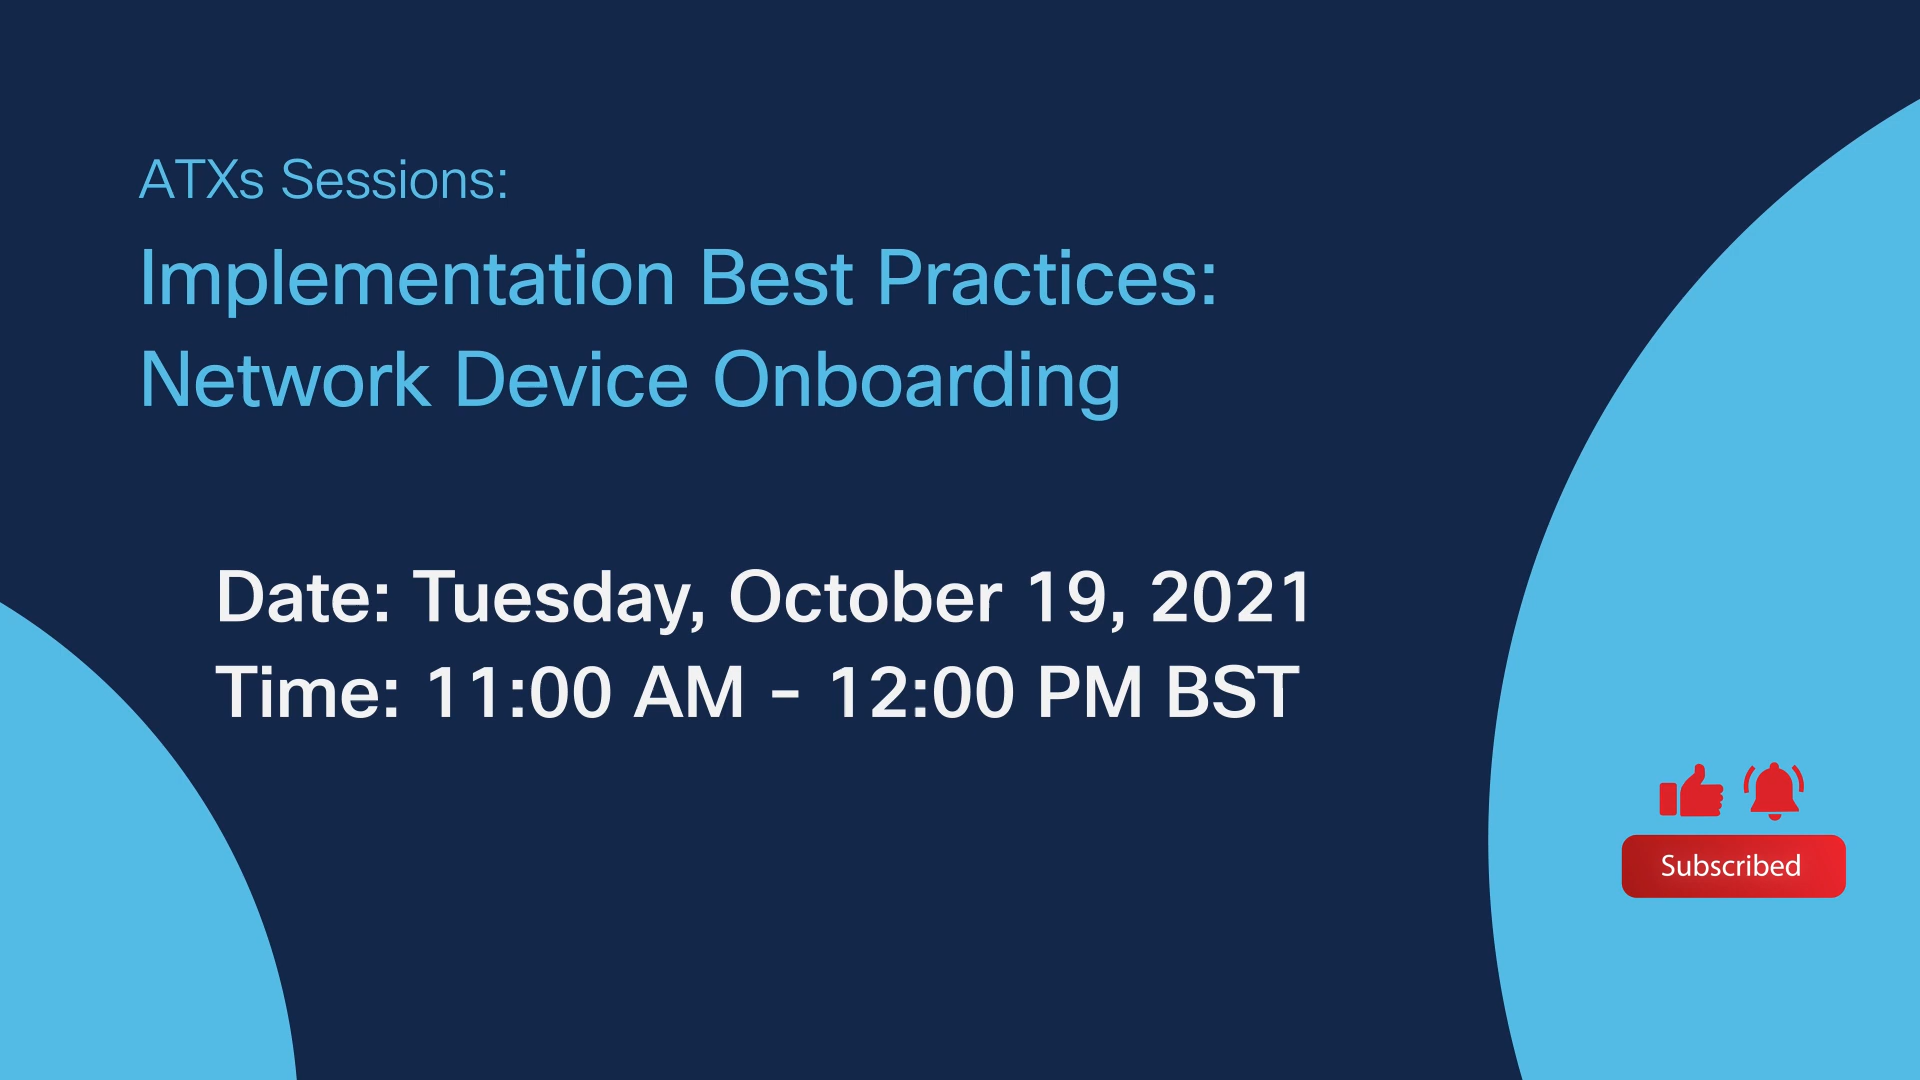 ATXs Sessions:
Implementation Best Practices:
Network Device Onboarding
Date: Tuesday, October 19, 2021
Time: 11:00 AM - 12:00 PM BST
Subscribed